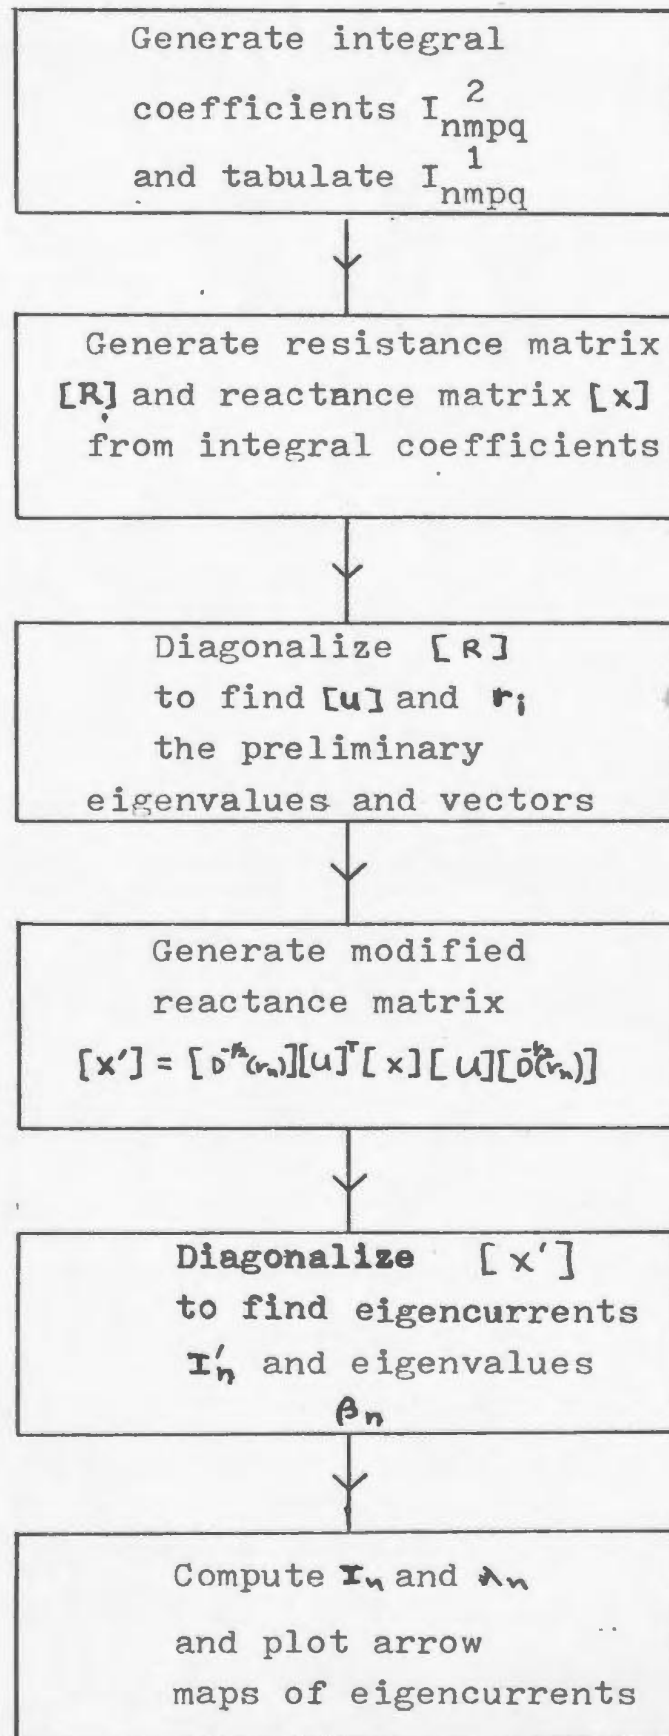 Generate integral
coefficients I_nmpq^2
and tabulate I_nmpq^1
Generate resistance matrix
[R] and reactance matrix [x]
from integral coefficients
Diagonalize [R]
to find [u] and r_i
the preliminary
eigenvalues and vectors
Generate modified
reactance matrix
[x'] = [D^-1/2(r_n)][u]^T[x][u][D^-1/2(r_n)]
Diagonalize [x']
to find eigencurrents
I'_n and eigenvalues
β_n
Compute I_n and λ_n
and plot arrow
maps of eigencurrents